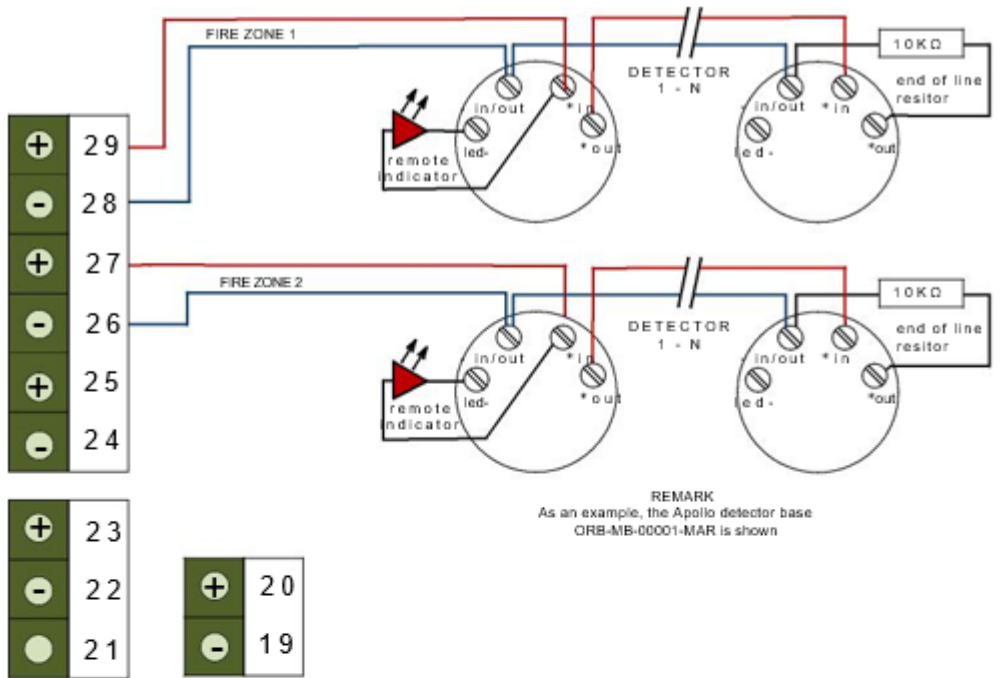 FIRE ZONE 1
10KΩ
DETECTOR
1 - N
end of line
resitor
- in/out
*in
led-
*out
remote
indicator
- in/out
*in
led-
*out
+ 29
- 28
+ 27
- 26
+ 25
- 24
FIRE ZONE 2
10KΩ
DETECTOR
1 - N
end of line
resitor
- in/out
*in
led-
*out
remote
indicator
- in/out
*in
led-
*out
REMARK
As an example, the Apollo detector base
ORB-MB-00001-MAR is shown
+ 23
- 22
21
+ 20
- 19